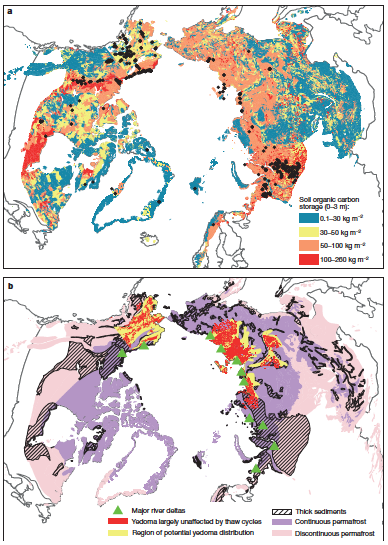 a
Soil organic carbon
storage (0–3 m):
0.1–30 kg m⁻²
30–50 kg m⁻²
50–100 kg m⁻²
100–260 kg m⁻²
b
Major river deltas
Yedoma largely unaffected by thaw cycles
Region of potential yedoma distribution
Thick sediments
Continuous permafrost
Discontinuous permafrost